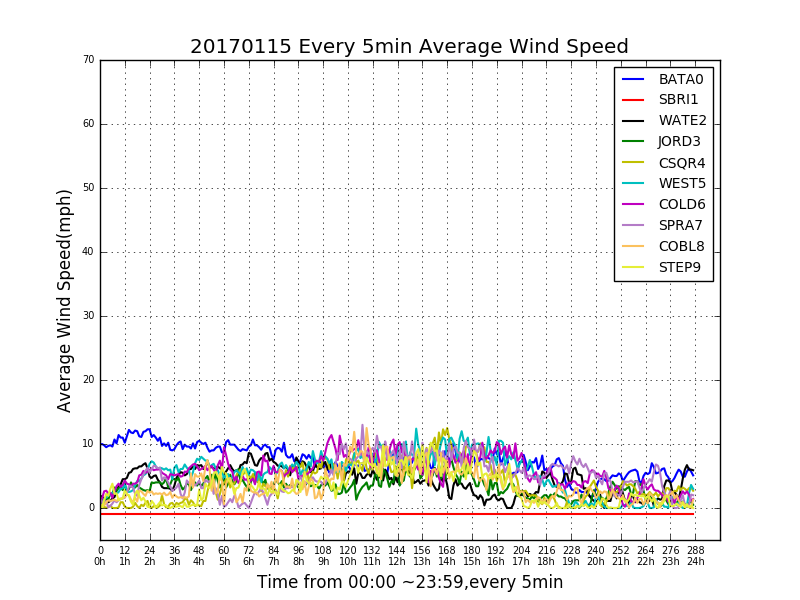 20170115 Every 5min Average Wind Speed
70
60
50
40
30
20
10
0
Average Wind Speed(mph)
BATA0
SBRI1
WATE2
JORD3
CSQR4
WEST5
COLD6
SPRA7
COBL8
STEP9
0 12 24 36 48 60 72 84 96 108 120 132 144 156 168 180 192 204 216 228 240 252 264 276 288
0h 1h 2h 3h 4h 5h 6h 7h 8h 9h 10h 11h 12h 13h 14h 15h 16h 17h 18h 19h 20h 21h 22h 23h 24h
Time from 00:00 ~23:59,every 5min